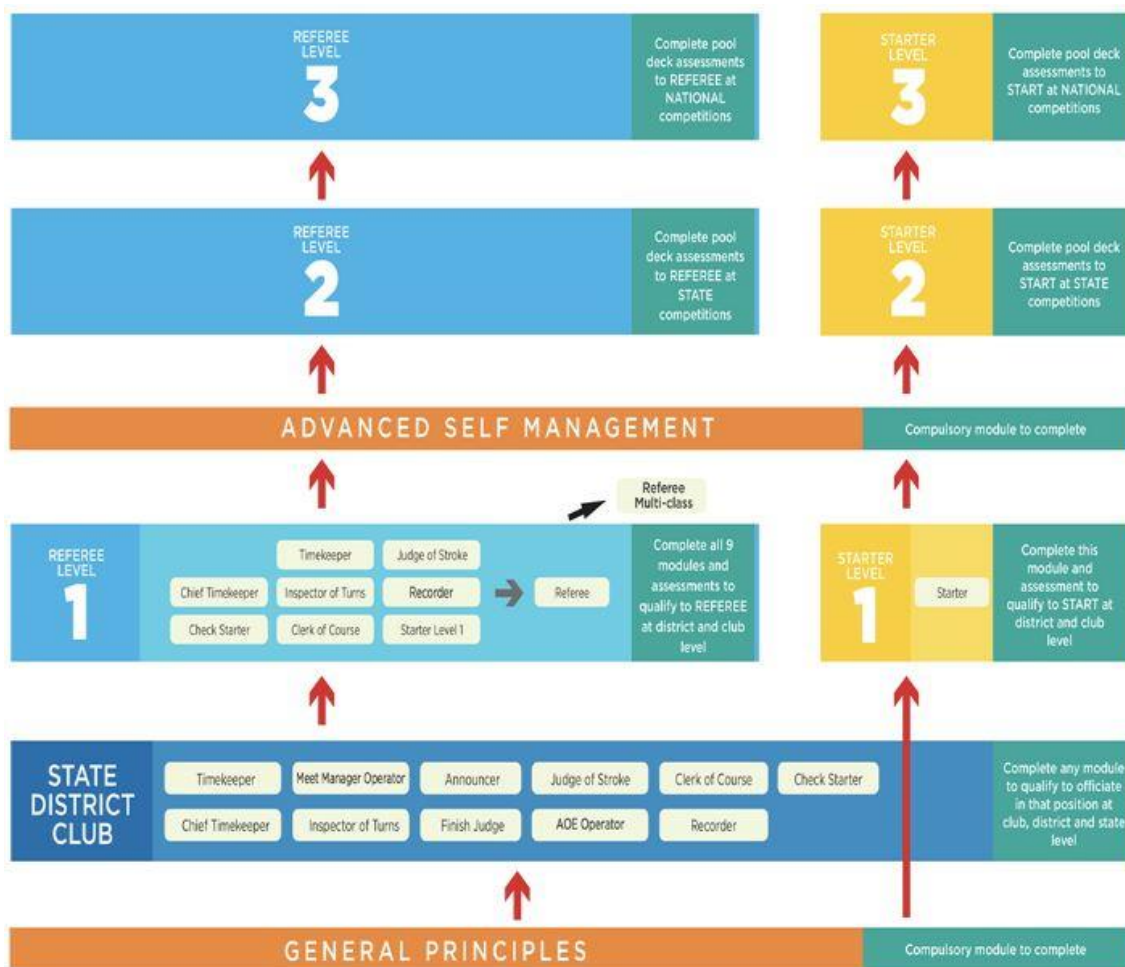 REFEREE
LEVEL
3
Complete pool
deck assessments
to REFEREE at
NATIONAL
competitions
STARTER
LEVEL
3
Complete pool deck
assessments to
START at NATIONAL
competitions
REFEREE
LEVEL
2
Complete pool
deck assessments
to REFEREE at
STATE
competitions
STARTER
LEVEL
2
Complete pool deck
assessments to
START at STATE
competitions
ADVANCED SELF MANAGEMENT
Compulsory module to complete
Referee
Multi-class
REFEREE
LEVEL
1
Timekeeper
Judge of Stroke
Chief Timekeeper
Inspector of Turns
Recorder
Referee
Check Starter
Clerk of Course
Starter Level 1
Complete all 9
modules and
assessments to
qualify to REFEREE
at district and club
level
STARTER
LEVEL
1
Starter
Complete this
module and
assessment to
qualify to START at
district and club
level
STATE
DISTRICT
CLUB
Timekeeper
Meet Manager Operator
Announcer
Judge of Stroke
Clerk of Course
Check Starter
Chief Timekeeper
Inspector of Turns
Finish Judge
AOE Operator
Recorder
Complete any module
to qualify to officiate
in that position at
club, district and state
level
GENERAL PRINCIPLES
Compulsory module to complete